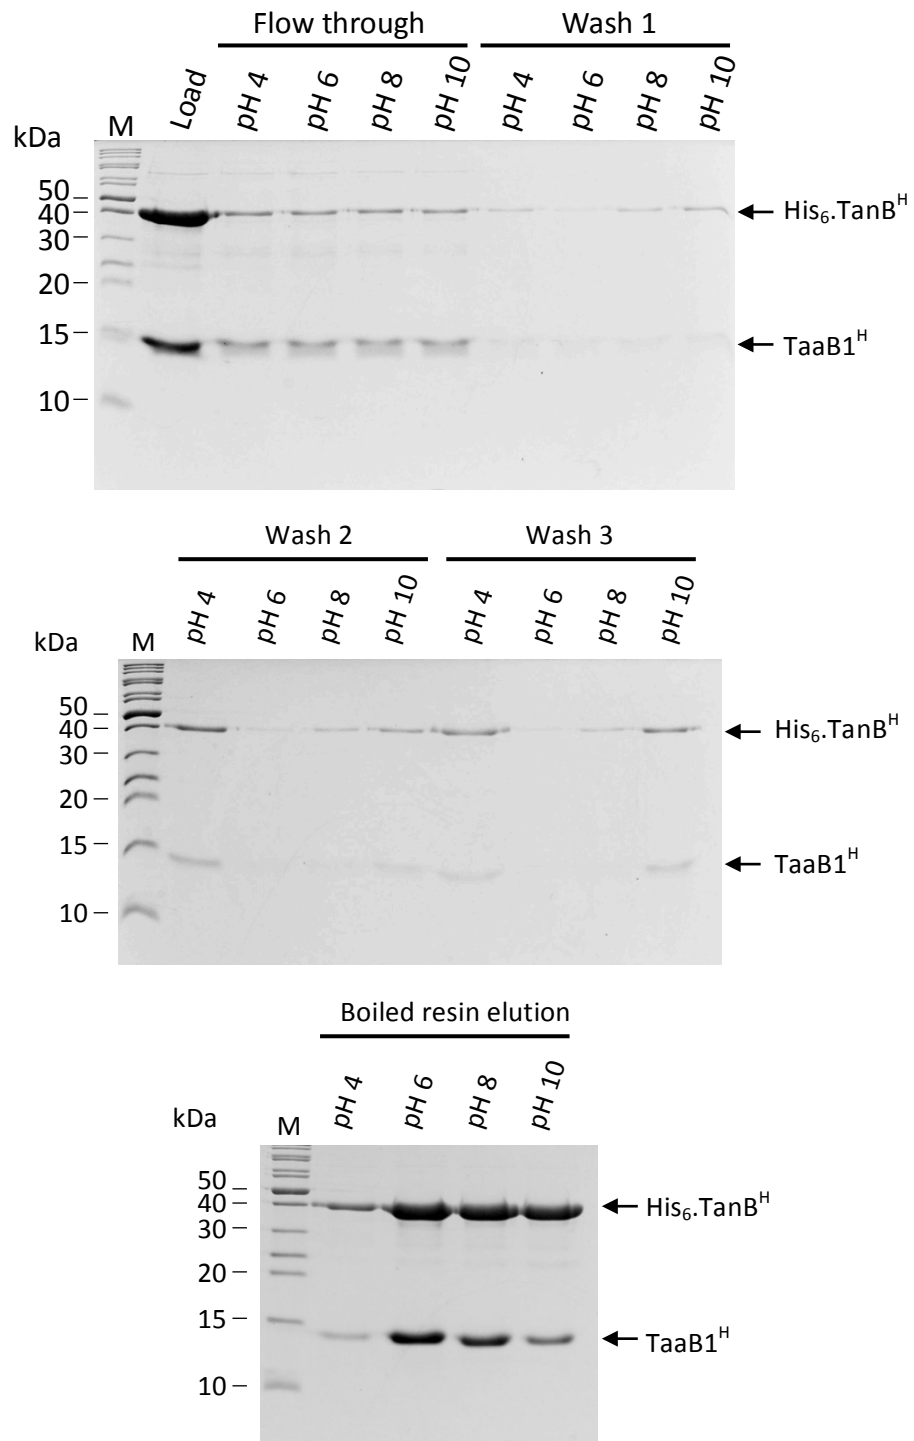 Flow through Wash 1
kDa M Load pH 4 pH 6 pH 8 pH 10 pH 4 pH 6 pH 8 pH 10
50
40
30
20
15
10
His₆.TanBᴴ
TaaB1ᴴ
Wash 2 Wash 3
kDa M pH 4 pH 6 pH 8 pH 10 pH 4 pH 6 pH 8 pH 10
50
40
30
20
15
10
His₆.TanBᴴ
TaaB1ᴴ
Boiled resin elution
kDa M pH 4 pH 6 pH 8 pH 10
50
40
30
20
15
10
His₆.TanBᴴ
TaaB1ᴴ